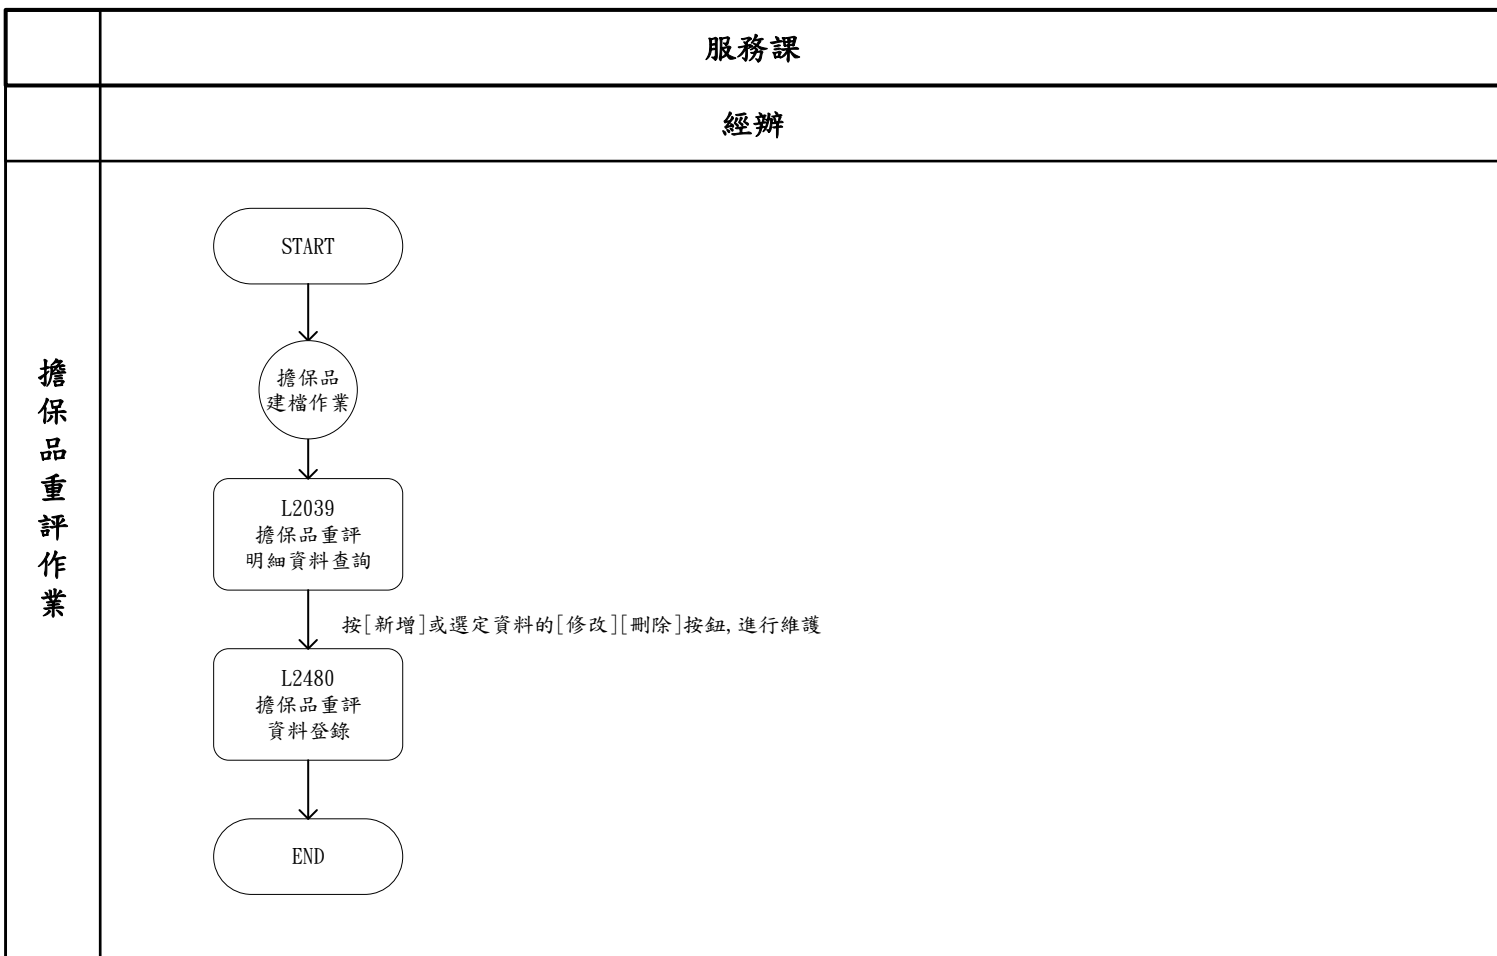 服務課
經辦
擔保品重評作業
START
擔保品
建檔作業
L2039
擔保品重評
明細資料查詢
按[新增]或選定資料的[修改][刪除]按鈕,進行維護
L2480
擔保品重評
資料登錄
END